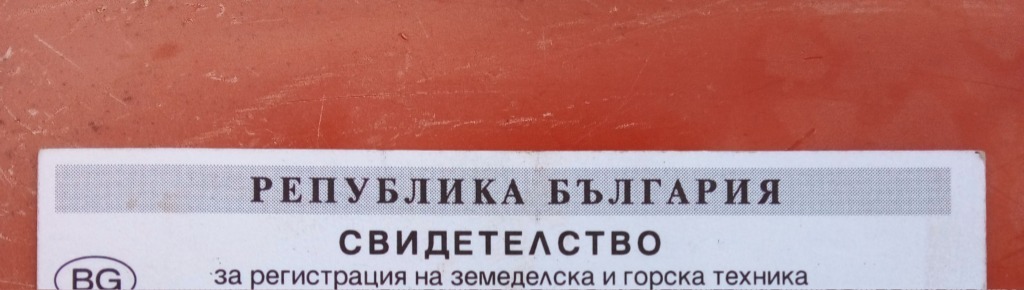 РЕПУБЛИКА БЪЛГАРИЯ
СВИДЕТЕЛСТВО
за регистрация на земеделска и горска техника
BG